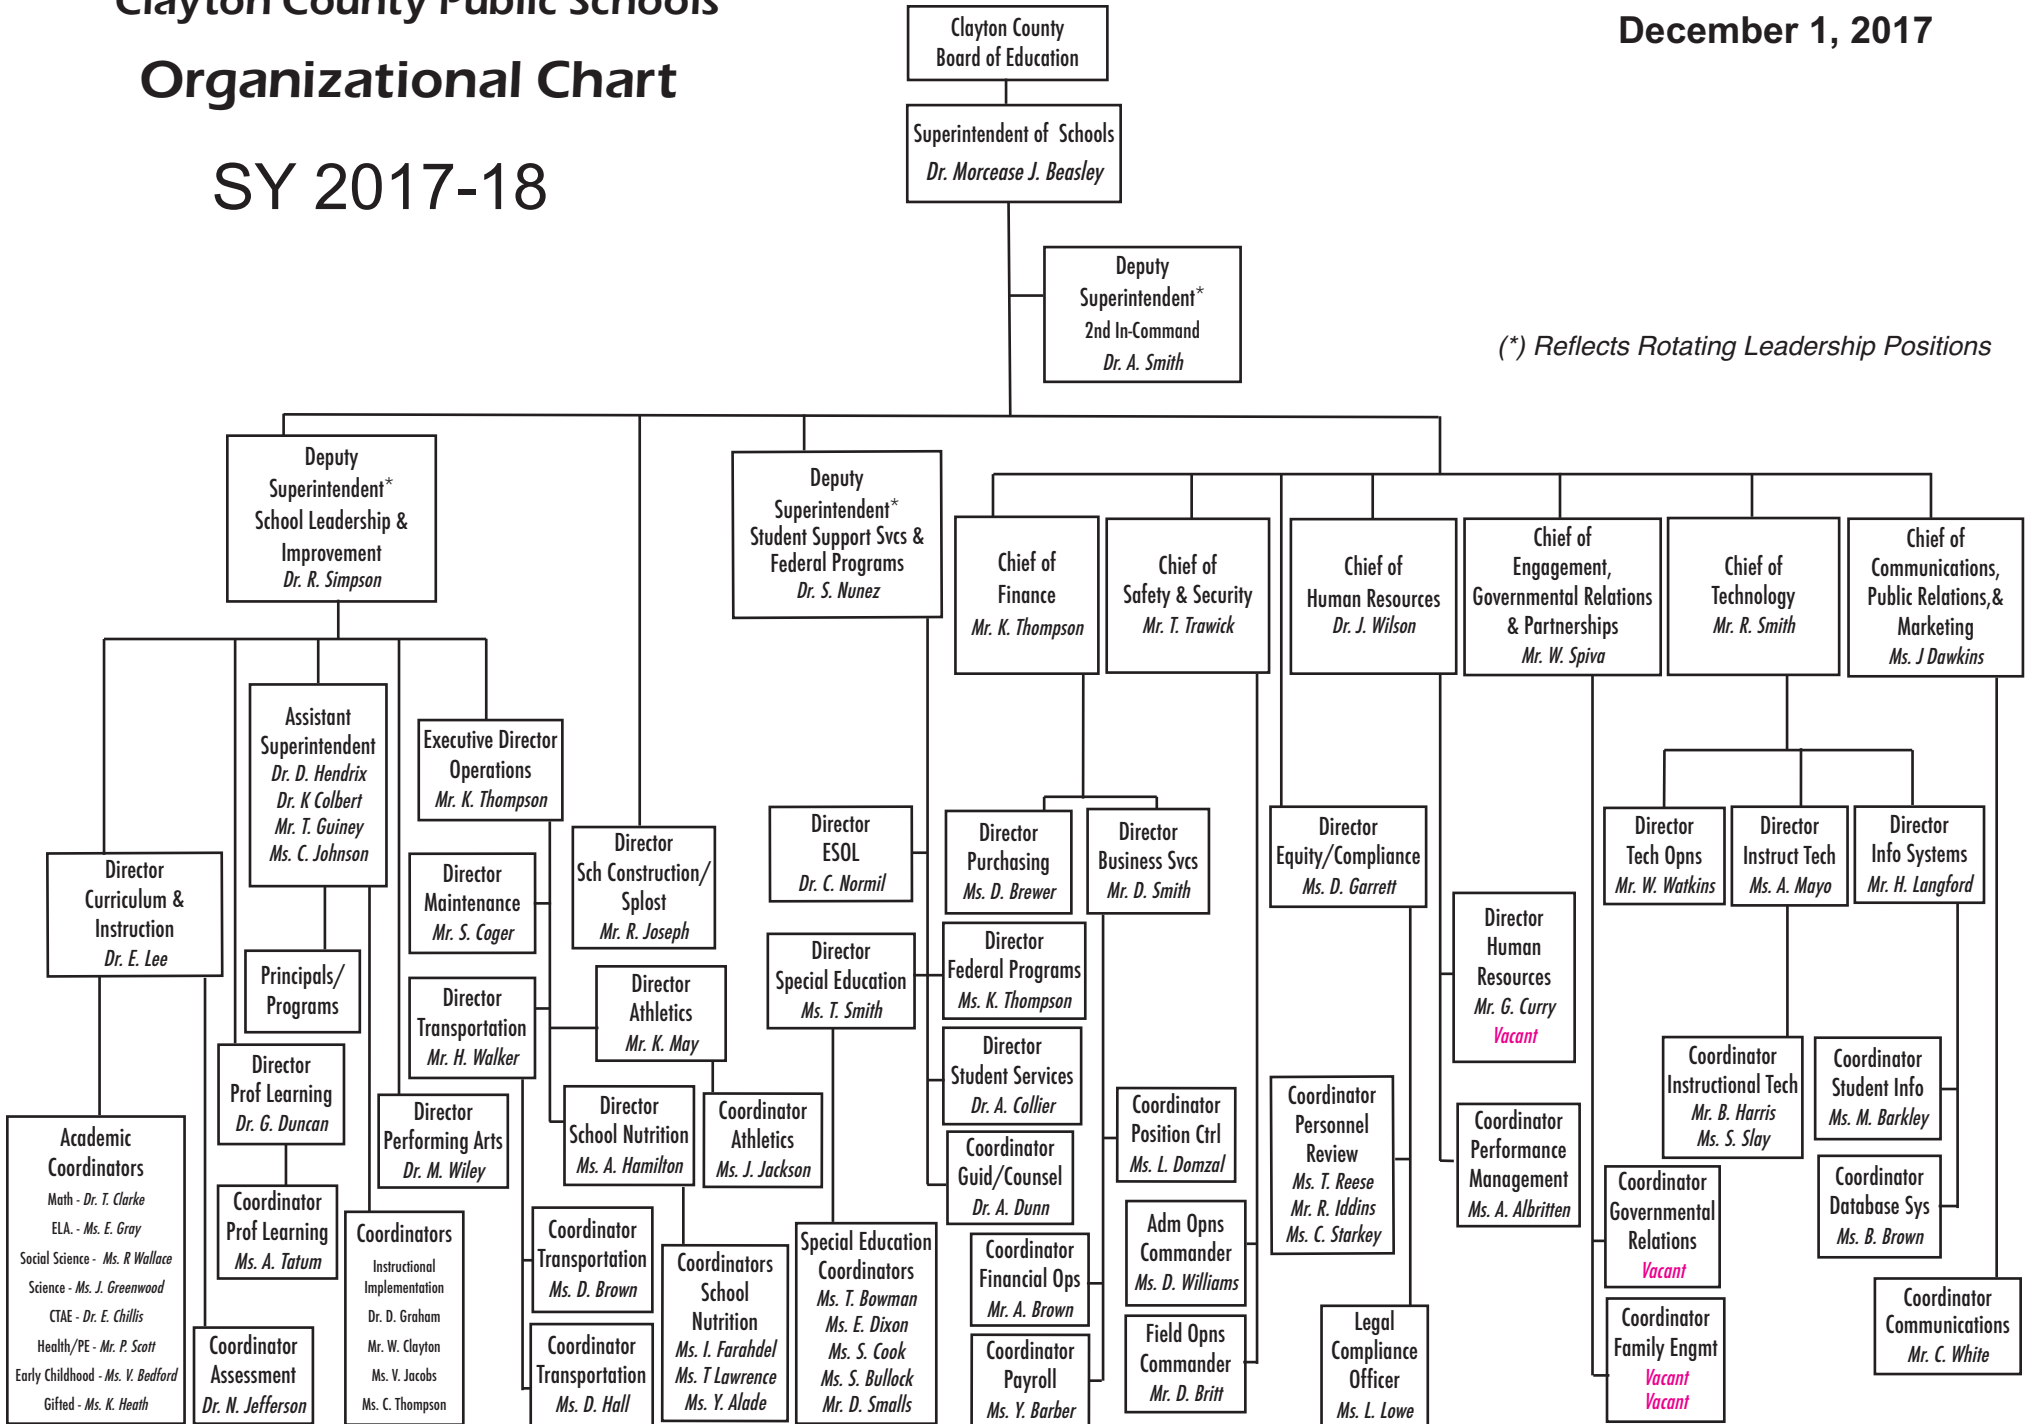 Clayton County Public Schools
Organizational Chart
SY 2017-18
December 1, 2017
(*) Reflects Rotating Leadership Positions
Clayton County
Board of Education
Superintendent of Schools
Dr. Morcease J. Beasley
Deputy
Superintendent*
2nd In-Command
Dr. A. Smith
Deputy
Superintendent*
School Leadership &
Improvement
Dr. R. Simpson
Deputy
Superintendent*
Student Support Svcs &
Federal Programs
Dr. S. Nunez
Chief of
Finance
Mr. K. Thompson
Chief of
Safety & Security
Mr. T. Trawick
Chief of
Human Resources
Dr. J. Wilson
Chief of
Engagement,
Governmental Relations
& Partnerships
Mr. W. Spiva
Chief of
Technology
Mr. R. Smith
Chief of
Communications,
Public Relations,&
Marketing
Ms. J Dawkins
Assistant
Superintendent
Dr. D. Hendrix
Dr. K Colbert
Mr. T. Guiney
Ms. C. Johnson
Executive Director
Operations
Mr. K. Thompson
Director
Curriculum &
Instruction
Dr. E. Lee
Director
Maintenance
Mr. S. Coger
Director
Sch Construction/
Splost
Mr. R. Joseph
Director
ESOL
Dr. C. Normil
Director
Purchasing
Ms. D. Brewer
Director
Business Svcs
Mr. D. Smith
Director
Equity/Compliance
Ms. D. Garrett
Director
Tech Opns
Mr. W. Watkins
Director
Instruct Tech
Ms. A. Mayo
Director
Info Systems
Mr. H. Langford
Principals/
Programs
Director
Transportation
Mr. H. Walker
Director
Athletics
Mr. K. May
Director
Special Education
Ms. T. Smith
Director
Federal Programs
Ms. K. Thompson
Director
Human
Resources
Mr. G. Curry
Vacant
Director
Prof Learning
Dr. G. Duncan
Director
Performing Arts
Dr. M. Wiley
Director
School Nutrition
Ms. A. Hamilton
Coordinator
Athletics
Ms. J. Jackson
Director
Student Services
Dr. A. Collier
Coordinator
Position Ctrl
Ms. L. Domzal
Coordinator
Personnel
Review
Ms. T. Reese
Mr. R. Iddins
Ms. C. Starkey
Coordinator
Performance
Management
Ms. A. Albritten
Coordinator
Instructional Tech
Mr. B. Harris
Ms. S. Slay
Coordinator
Student Info
Ms. M. Barkley
Academic
Coordinators
Math - Dr. T. Clarke
ELA. - Ms. E. Gray
Social Science - Ms. R Wallace
Science - Ms. J. Greenwood
CTAE - Dr. E. Chillis
Health/PE - Mr. P. Scott
Early Childhood - Ms. V. Bedford
Gifted - Ms. K. Heath
Coordinator
Prof Learning
Ms. A. Tatum
Coordinator
Assessment
Dr. N. Jefferson
Coordinators
Instructional
Implementation
Dr. D. Graham
Mr. W. Clayton
Ms. V. Jacobs
Ms. C. Thompson
Coordinator
Transportation
Ms. D. Brown
Coordinator
Transportation
Ms. D. Hall
Coordinators
School
Nutrition
Ms. I. Farahdel
Ms. T Lawrence
Ms. Y. Alade
Special Education
Coordinators
Ms. T. Bowman
Ms. E. Dixon
Ms. S. Cook
Ms. S. Bullock
Mr. D. Smalls
Coordinator
Guid/Counsel
Dr. A. Dunn
Coordinator
Financial Ops
Mr. A. Brown
Coordinator
Payroll
Ms. Y. Barber
Adm Opns
Commander
Ms. D. Williams
Field Opns
Commander
Mr. D. Britt
Legal
Compliance
Officer
Ms. L. Lowe
Coordinator
Governmental
Relations
Vacant
Coordinator
Family Engmt
Vacant
Vacant
Coordinator
Database Sys
Ms. B. Brown
Coordinator
Communications
Mr. C. White